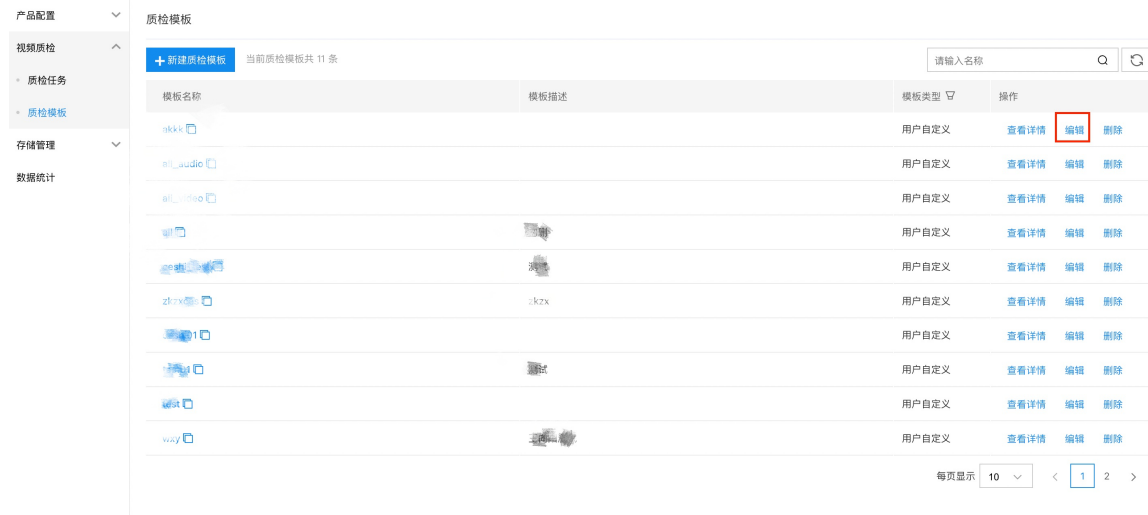 产品配置
视频质检
质检任务
质检模板
存储管理
数据统计
质检模板
新建质检模板 当前质检模板共 11 条 请输入名称
模板名称 模板描述 模板类型 操作
akkk 用户自定义 查看详情 编辑 删除
all_audio 用户自定义 查看详情 编辑 删除
用户自定义 查看详情 编辑 删除
用户自定义 查看详情 编辑 删除
用户自定义 查看详情 编辑 删除
zkzx 用户自定义 查看详情 编辑 删除
用户自定义 查看详情 编辑 删除
用户自定义 查看详情 编辑 删除
test 用户自定义 查看详情 编辑 删除
wxy 用户自定义 查看详情 编辑 删除
每页显示 10 1 2